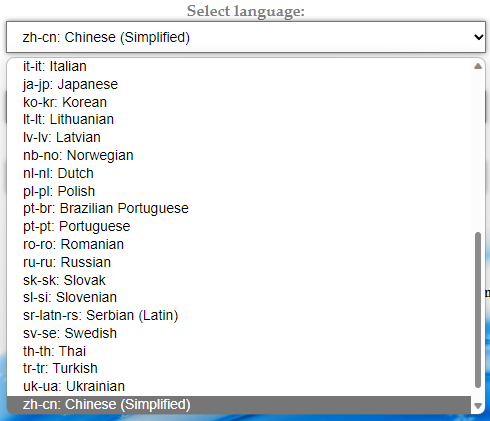 Select language:
zh-cn: Chinese (Simplified)
it-it: Italian
ja-jp: Japanese
ko-kr: Korean
lt-lt: Lithuanian
lv-lv: Latvian
nb-no: Norwegian
nl-nl: Dutch
pl-pl: Polish
pt-br: Brazilian Portuguese
pt-pt: Portuguese
ro-ro: Romanian
ru-ru: Russian
sk-sk: Slovak
sl-si: Slovenian
sr-latn-rs: Serbian (Latin)
sv-se: Swedish
th-th: Thai
tr-tr: Turkish
uk-ua: Ukrainian
zh-cn: Chinese (Simplified)